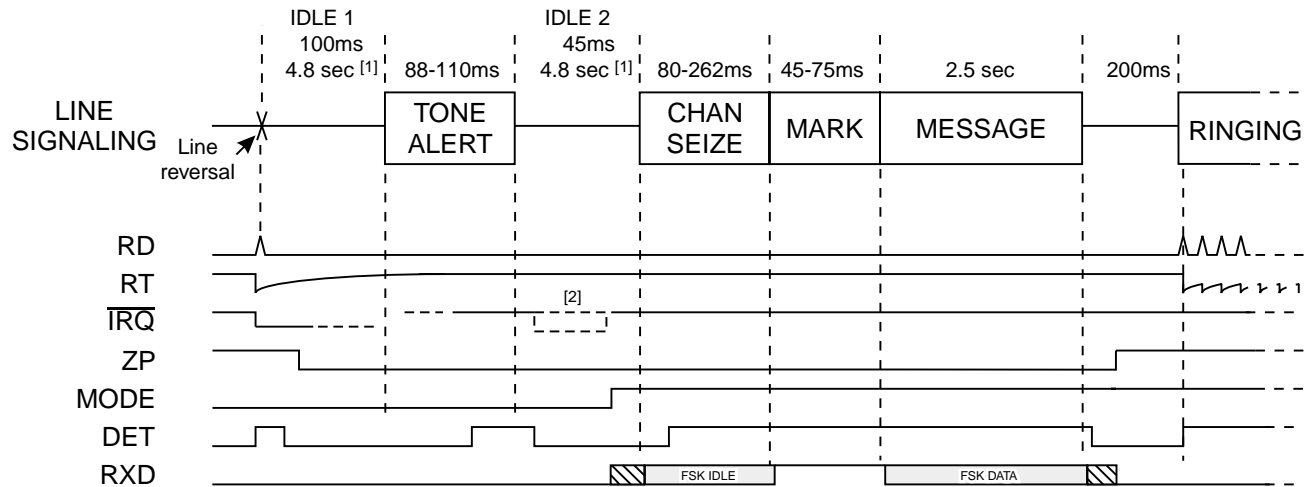 IDLE 1
100ms
4.8 sec [1]
88-110ms
IDLE 2
45ms
4.8 sec [1]
80-262ms
45-75ms
2.5 sec
200ms
LINE
SIGNALING
Line
reversal
TONE
ALERT
CHAN
SEIZE
MARK
MESSAGE
RINGING
RD
RT
IRQ
[2]
ZP
MODE
DET
RXD
FSK IDLE
FSK DATA